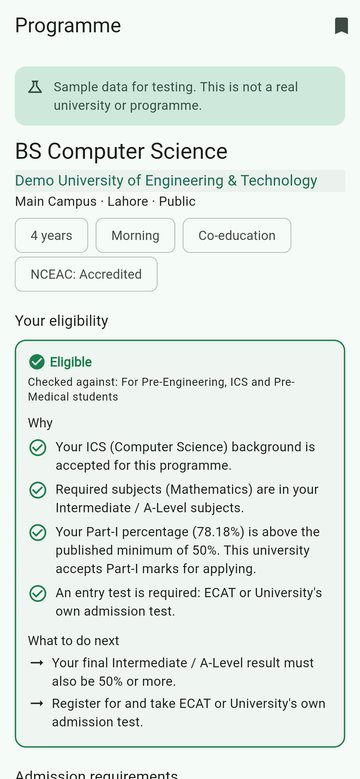 Programme
Sample data for testing. This is not a real
university or programme.
BS Computer Science
Demo University of Engineering & Technology
Main Campus · Lahore · Public
4 years
Morning
Co-education
NCEAC: Accredited
Your eligibility
Eligible
Checked against: For Pre-Engineering, ICS and Pre-
Medical students
Why
Your ICS (Computer Science) background is
accepted for this programme.
Required subjects (Mathematics) are in your
Intermediate / A-Level subjects.
Your Part-I percentage (78.18%) is above the
published minimum of 50%. This university
accepts Part-I marks for applying.
An entry test is required: ECAT or University's
own admission test.
What to do next
→ Your final Intermediate / A-Level result must
also be 50% or more.
→ Register for and take ECAT or University's own
admission test.
Admission requirements